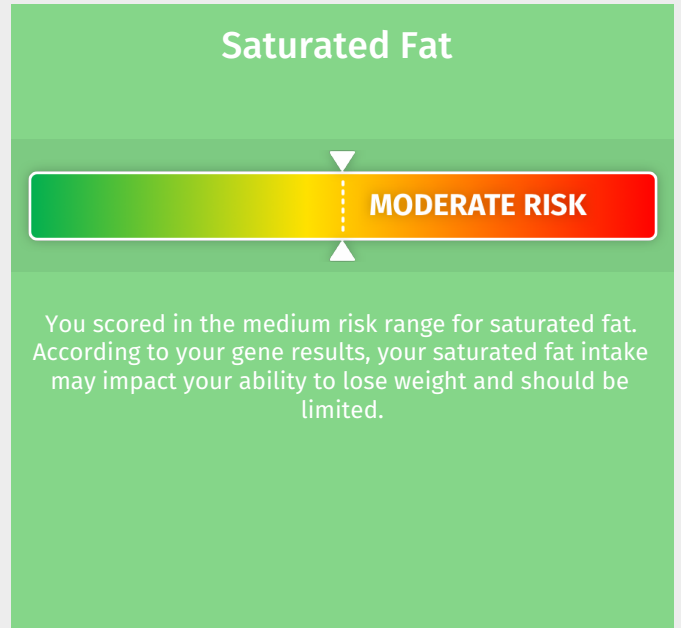 Saturated Fat
MODERATE RISK
You scored in the medium risk range for saturated fat.
According to your gene results, your saturated fat intake
may impact your ability to lose weight and should be
limited.